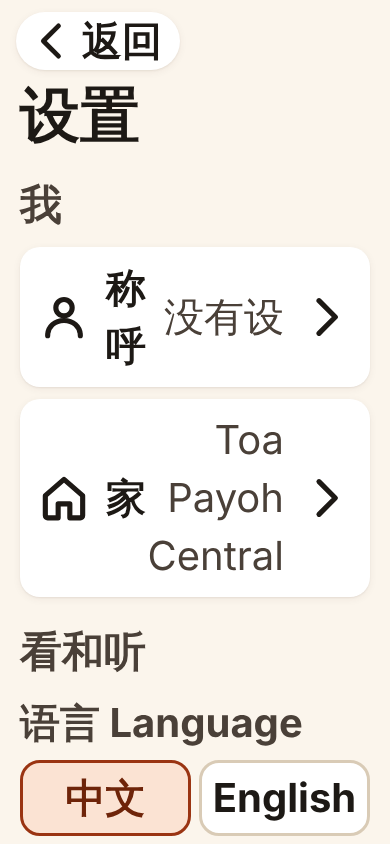 返回
设置
我
称
呼
没有设
家
Toa
Payoh
Central
看和听
语言 Language
中文
English